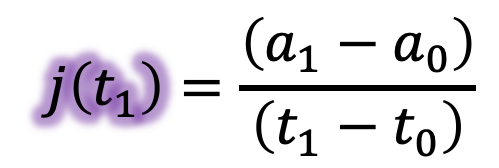 j(t₁) = (a₁ − a₀) / (t₁ − t₀)